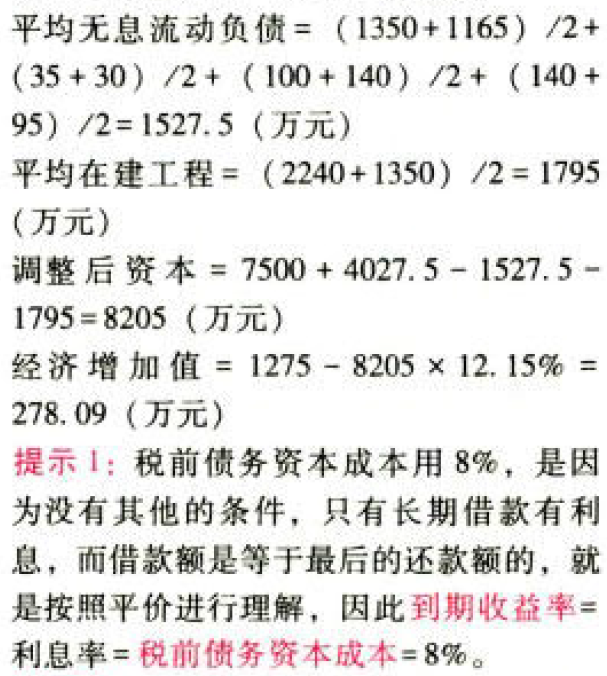 平均无息流动负债=（1350+1165）/2+
（35+30）/2+（100+140）/2+（140+
95）/2=1527.5（万元）
平均在建工程=（2240+1350）/2=1795
（万元）
调整后资本=7500+4027.5-1527.5-
1795=8205（万元）
经济增加值=1275-8205×12.15%=
278.09（万元）
提示1：税前债务资本成本用8%，是因
为没有其他的条件，只有长期借款有利
息，而借款额是等于最后的还款额的，就
是按照平价进行理解，因此到期收益率=
利息率=税前债务资本成本=8%。